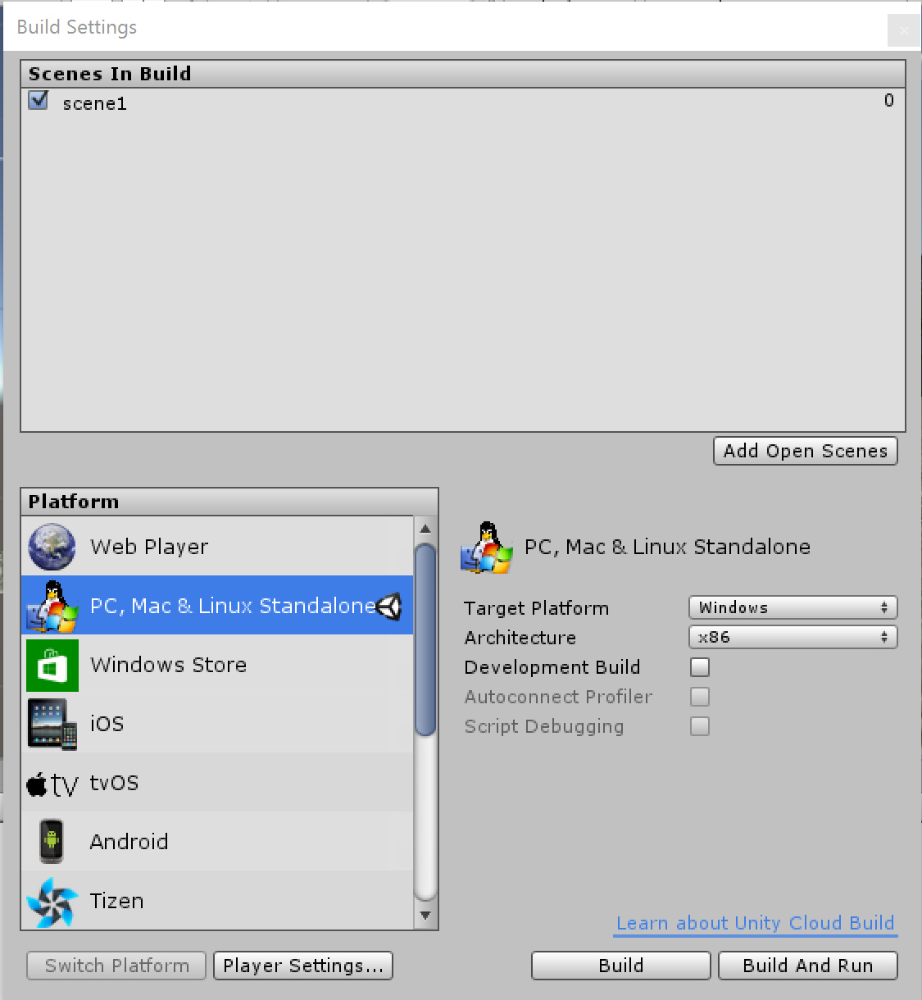 Build Settings
Scenes In Build
scene1 0
Add Open Scenes
Platform
Web Player
PC, Mac & Linux Standalone
Windows Store
iOS
tv tvOS
Android
Tizen
Switch Platform
Player Settings...
PC, Mac & Linux Standalone
Target Platform Windows
Architecture x86
Development Build
Autoconnect Profiler
Script Debugging
Learn about Unity Cloud Build
Build
Build And Run